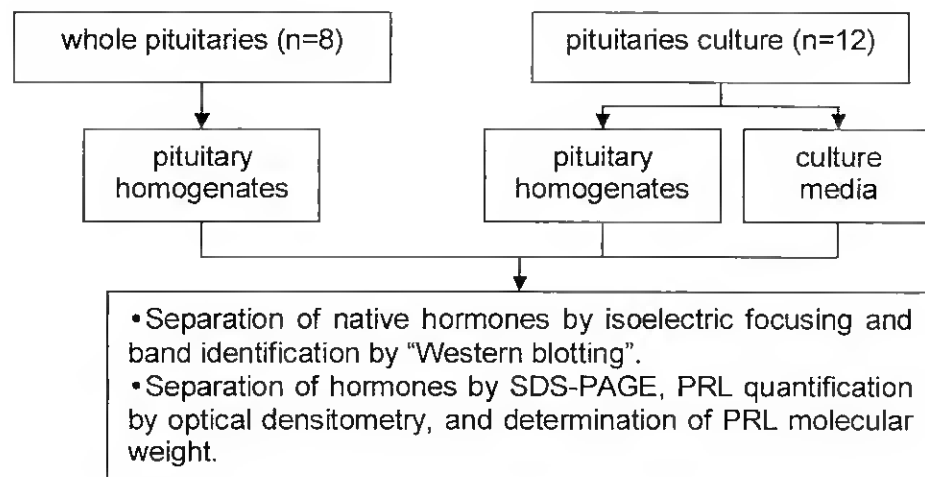 whole pituitaries (n=8)
pituitaries culture (n=12)
pituitary
homogenates
pituitary
homogenates
culture
media
•Separation of native hormones by isoelectric focusing and
band identification by “Western blotting”.
•Separation of hormones by SDS-PAGE, PRL quantification
by optical densitometry, and determination of PRL molecular
weight.